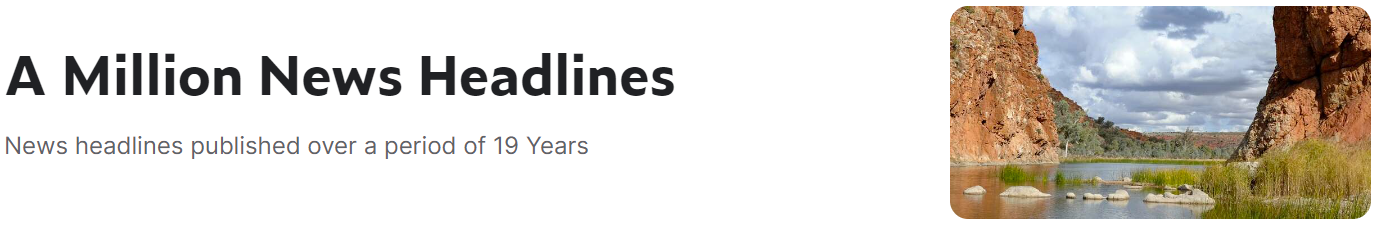 A Million News Headlines
News headlines published over a period of 19 Years